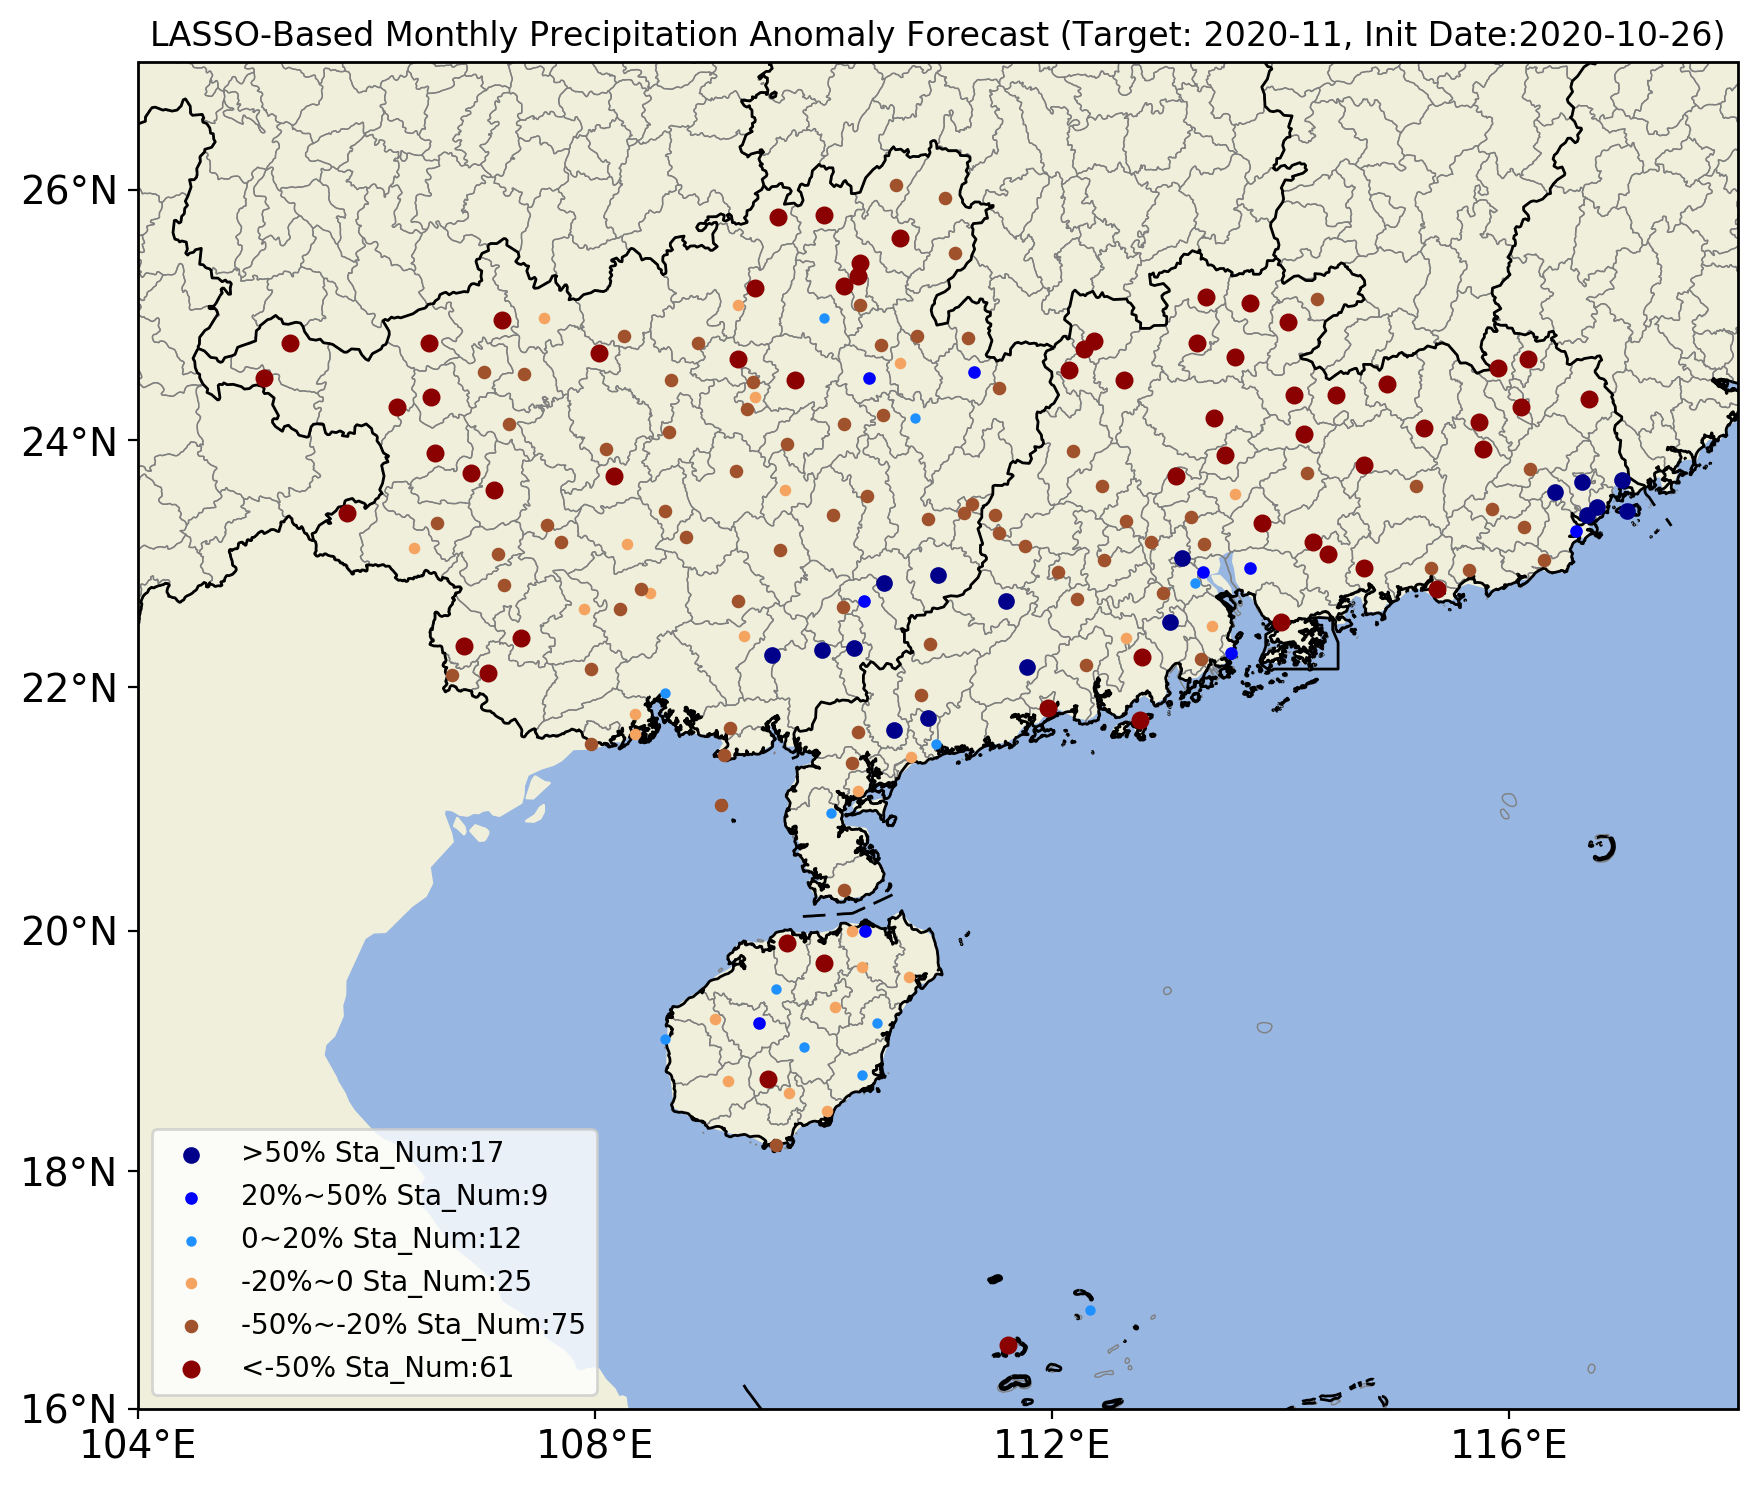 LASSO-Based Monthly Precipitation Anomaly Forecast (Target: 2020-11, Init Date:2020-10-26)
26°N
24°N
22°N
20°N
18°N
16°N
>50% Sta_Num:17
20%~50% Sta_Num:9
0~20% Sta_Num:12
-20%~0 Sta_Num:25
-50%~-20% Sta_Num:75
<-50% Sta_Num:61
104°E
108°E
112°E
116°E